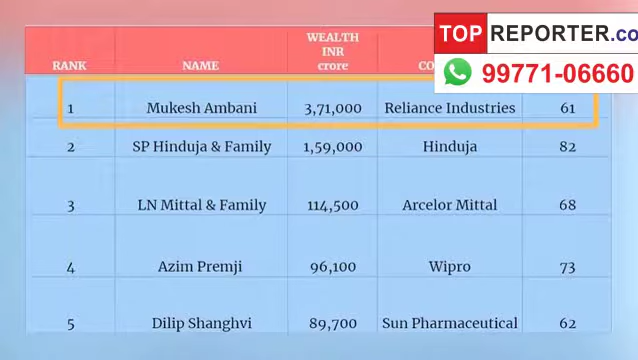 TOP REPORTER.co
99771-06660
RANK NAME WEALTH INR crore CO
1 Mukesh Ambani 3,71,000 Reliance Industries 61
2 SP Hinduja & Family 1,59,000 Hinduja 82
3 LN Mittal & Family 114,500 Arcelor Mittal 68
4 Azim Premji 96,100 Wipro 73
5 Dilip Shanghvi 89,700 Sun Pharmaceutical 62